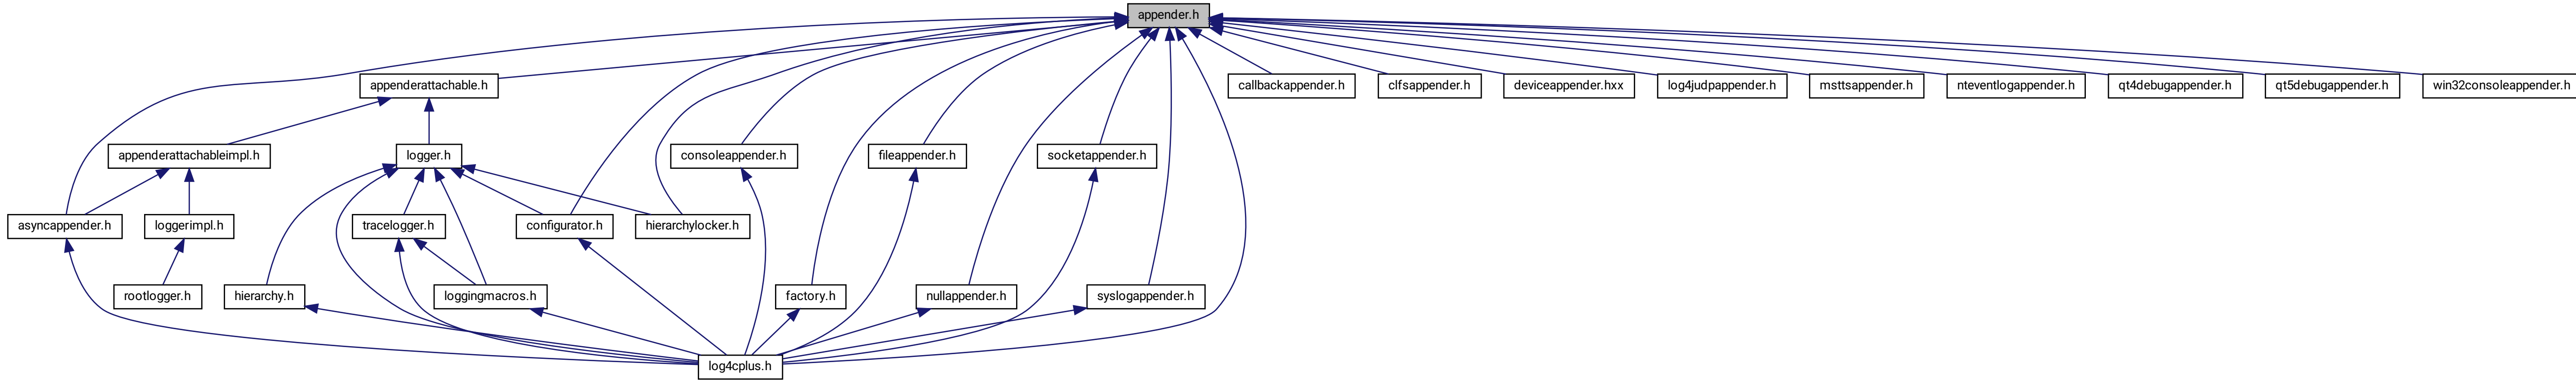 appender.h
appenderattachable.h
callbackappender.h
clfsappender.h
deviceappender.hxx
log4judpappender.h
msttsappender.h
nteventlogappender.h
qt4debugappender.h
qt5debugappender.h
win32consoleappender.h
appenderattachableimpl.h
logger.h
consoleappender.h
fileappender.h
socketappender.h
asyncappender.h
loggerimpl.h
tracelogger.h
configurator.h
hierarchylocker.h
rootlogger.h
hierarchy.h
loggingmacros.h
factory.h
nullappender.h
syslogappender.h
log4cplus.h